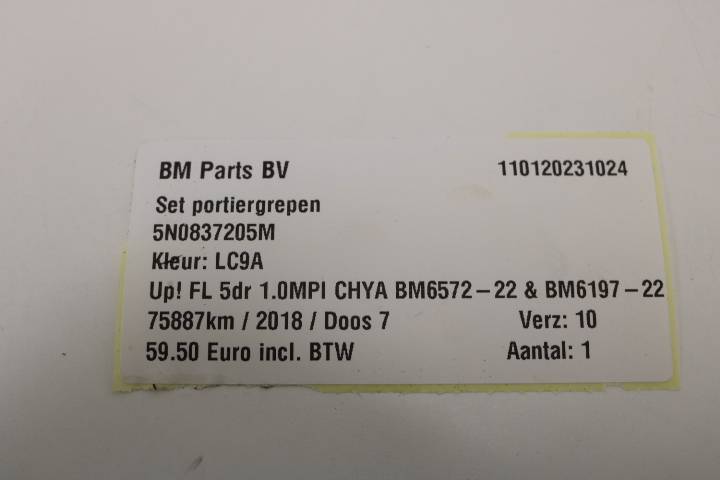 BM Parts BV 110120231024
Set portiergrepen
5N0837205M
Kleur: LC9A
Up! FL 5dr 1.0MPI CHYA BM6572-22 & BM6197-22
75887km / 2018 / Doos 7 Verz: 10
59.50 Euro incl. BTW Aantal: 1